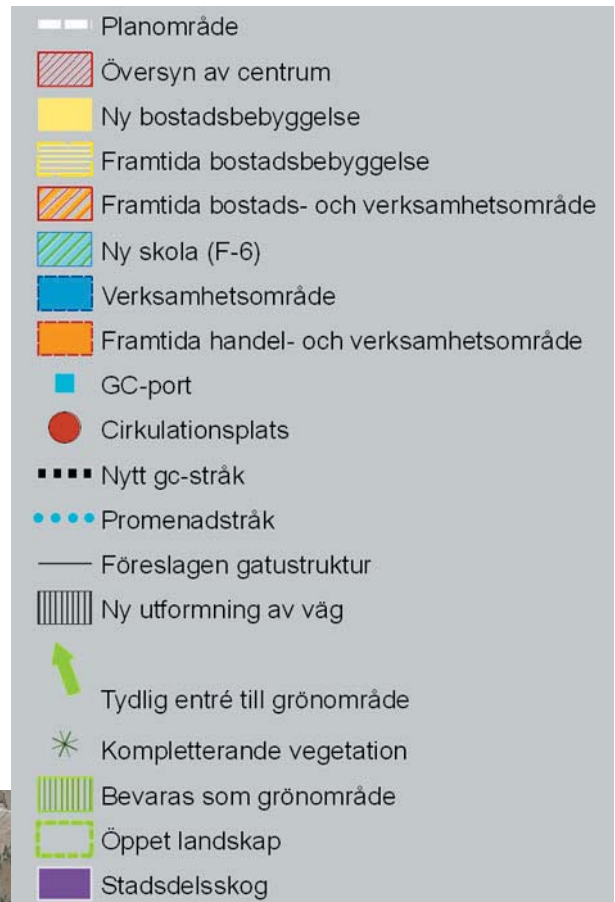 Planområde
Översyn av centrum
Ny bostadsbebyggelse
Framtida bostadsbebyggelse
Framtida bostads- och verksamhetsområde
Ny skola (F-6)
Verksamhetsområde
Framtida handel- och verksamhetsområde
GC-port
Cirkulationsplats
Nytt gc-stråk
Promenadstråk
Föreslagen gatustruktur
Ny utformning av väg
Tydlig entré till grönområde
Kompletterande vegetation
Bevaras som grönområde
Öppet landskap
Stadsdelsskog